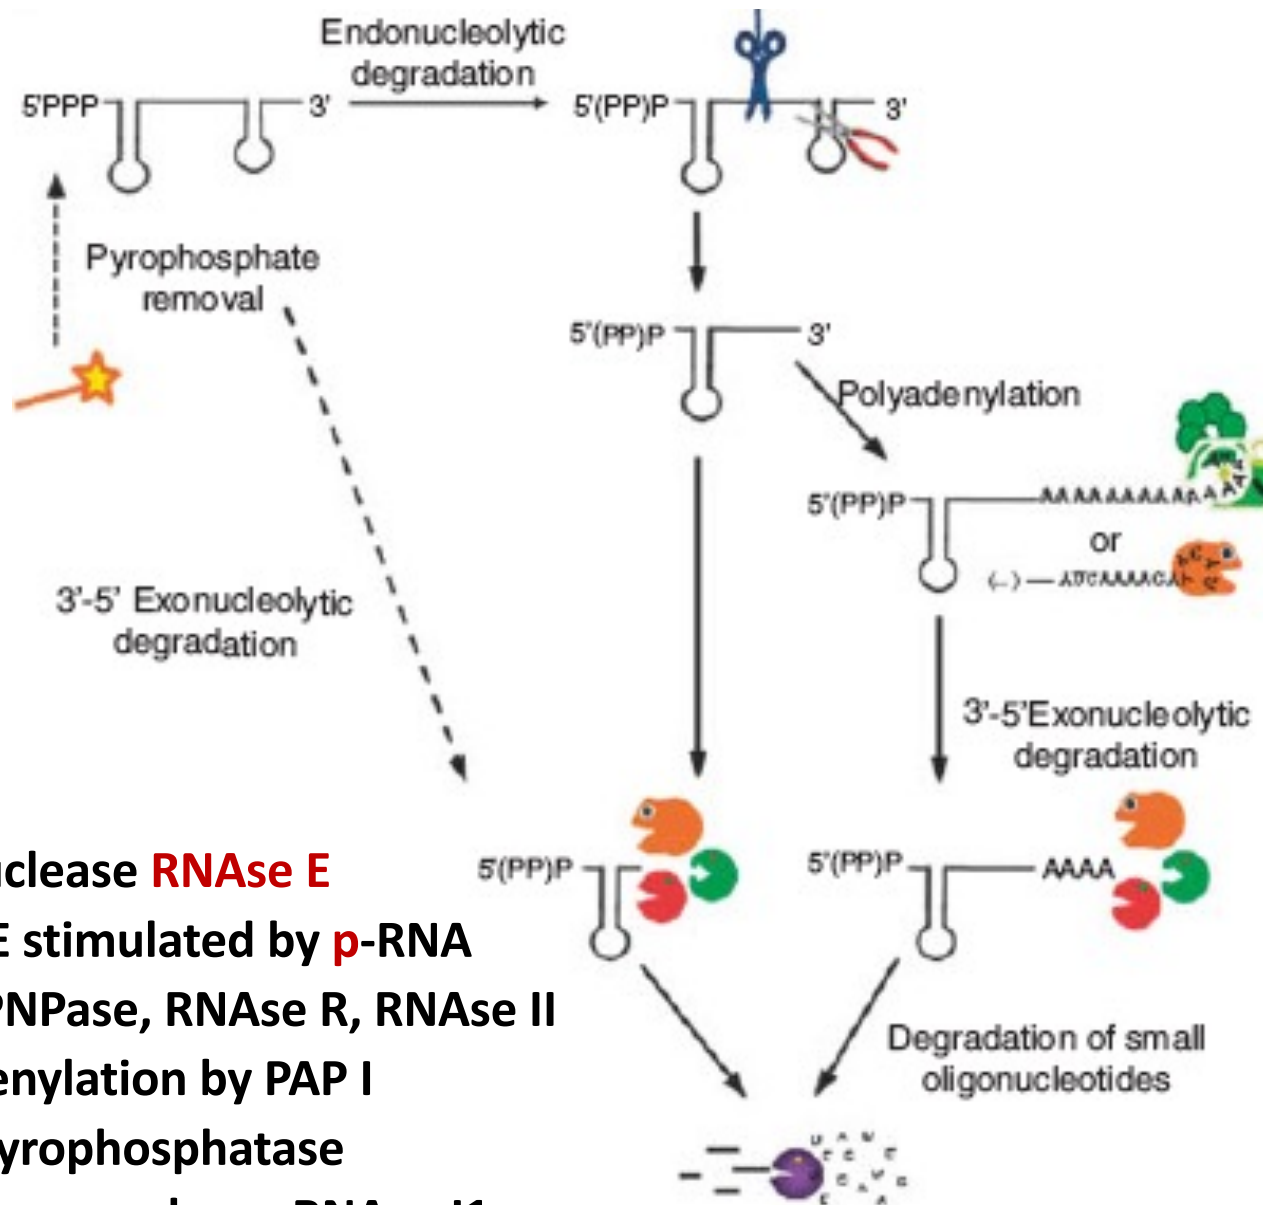 Endonucleolytic
degradation
5'PPP
3'
5'(PP)P
3'
Pyrophosphate
removal
5'(PP)P
3'
Polyadenylation
5'(PP)P
or
3'-5' Exonucleolytic
degradation
3'-5'Exonucleolytic
degradation
5'(PP)P
5'(PP)P
AAAA
uclease RNAse E
E stimulated by p-RNA
PNPase, RNAse R, RNAse II
enylation by PAP I
yrophosphatase
Degradation of small
oligonucleotides